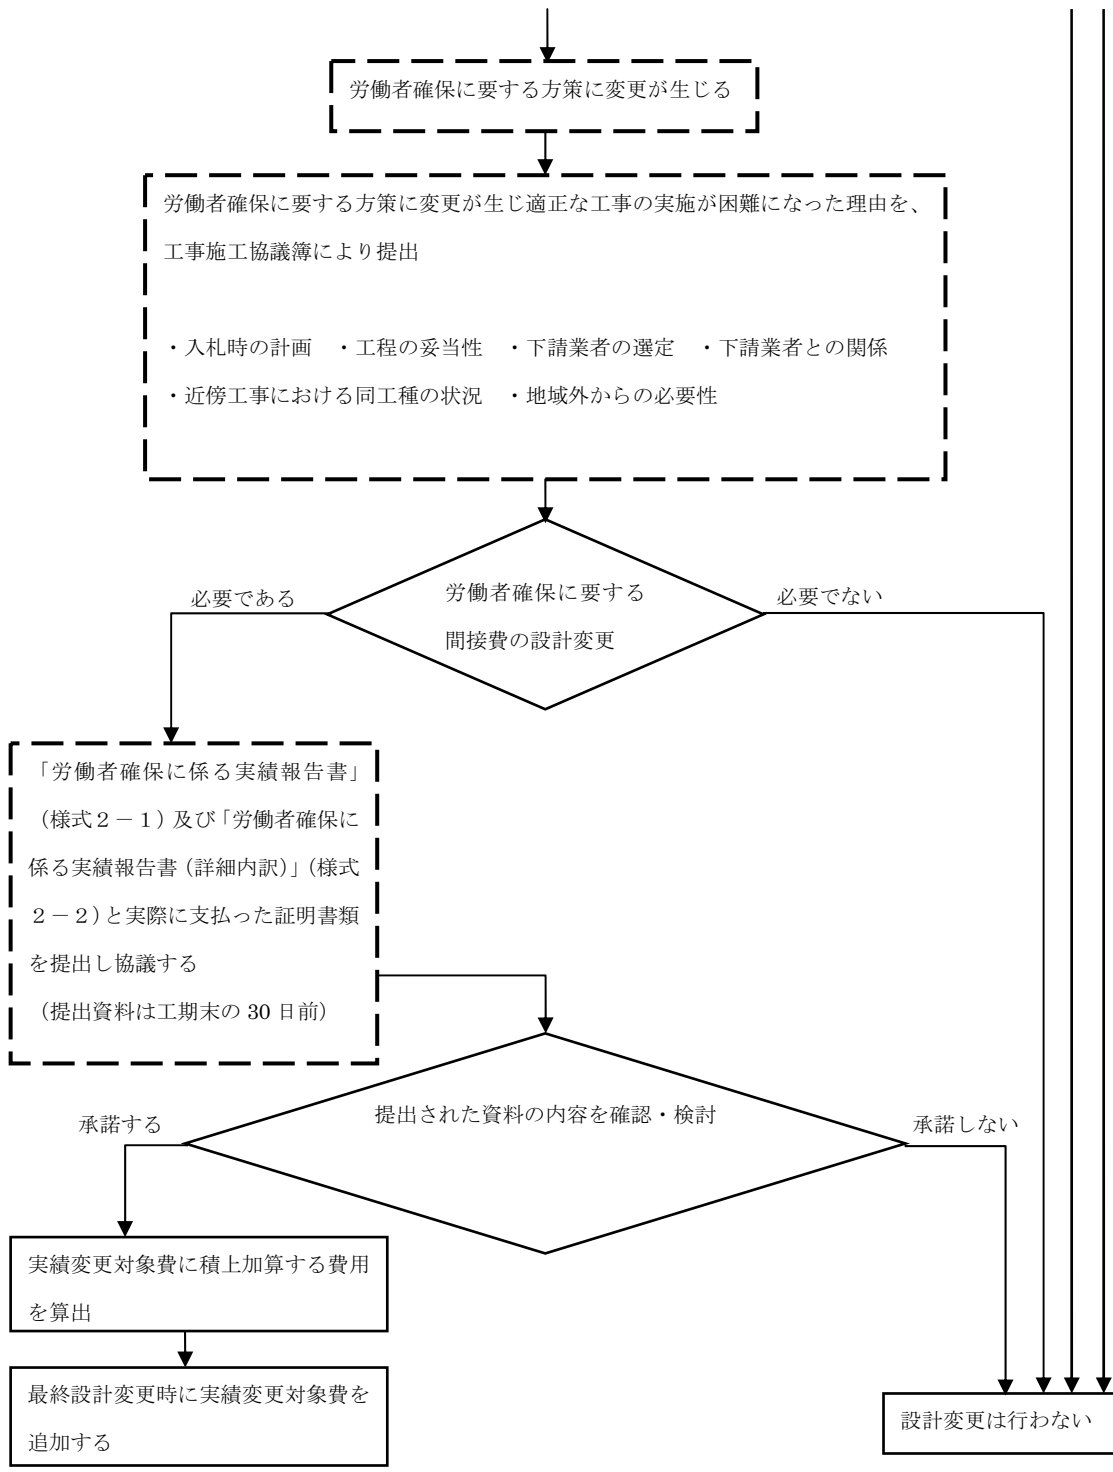 労働者確保に要する方策に変更が生じる
労働者確保に要する方策に変更が生じ適正な工事の実施が困難になった理由を、
工事施工協議簿により提出
・入札時の計画　・工程の妥当性　・下請業者の選定　・下請業者との関係
・近傍工事における同工種の状況　・地域外からの必要性
労働者確保に要する
間接費の設計変更
必要である
必要でない
「労働者確保に係る実績報告書」
（様式２－１）及び「労働者確保に
係る実績報告書（詳細内訳）」（様式
２－２）と実際に支払った証明書類
を提出し協議する
（提出資料は工期末の 30 日前）
提出された資料の内容を確認・検討
承諾する
承諾しない
実績変更対象費に積上加算する費用
を算出
最終設計変更時に実績変更対象費を
追加する
設計変更は行わない